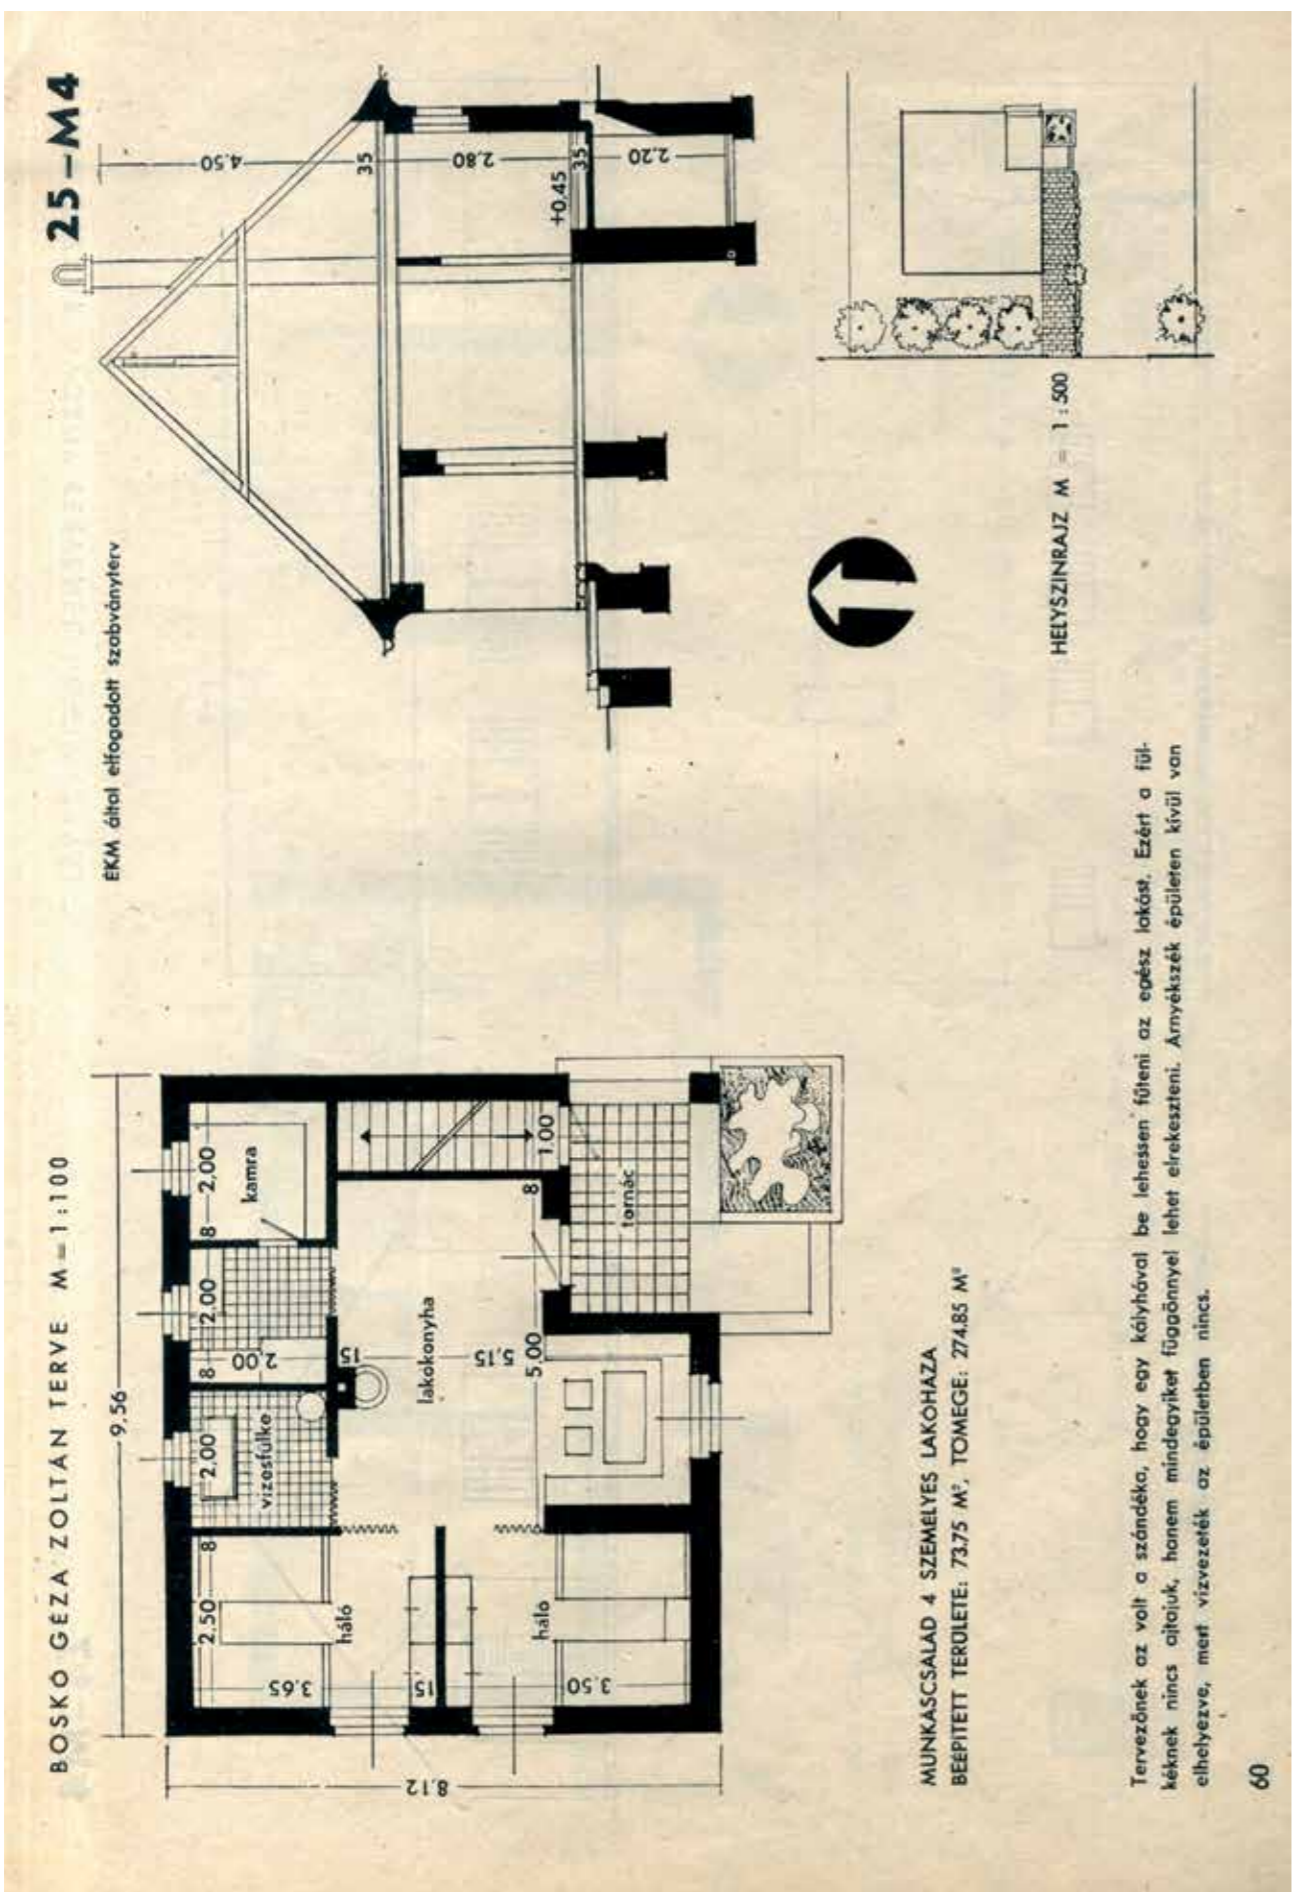 BOSKÓ GÉZA ZOLTÁN TERVE M = 1:100
25–M4
ÉKM által elfogadott szabványterv
9,56
8,12
2,50
8
2,00
8
2,00
8
2,00
vizesfülke
2,00
kamra
háló
3,65
15
háló
3,50
15
lakókonyha
5,15
5,00
8
1,00
tornác
4,50
35
2,80
+0,45
35
2,20
HELYSZINRAJZ M = 1:500
MUNKÁSCSALÁD 4 SZEMÉLYES LAKÓHÁZA
BEÉPITETT TERÜLETE: 73,75 M², TÖMEGE: 274,85 M³
Tervezőnek az volt a szándéka, hogy egy kályhával be lehessen fűteni az egész lakást. Ezért a fül-
kéknek nincs ajtajuk, hanem mindegyiket függönnyel lehet elrekeszteni. Árnyékszék épületen kívül van
elhelyezve, mert vízvezeték az épületben nincs.
60